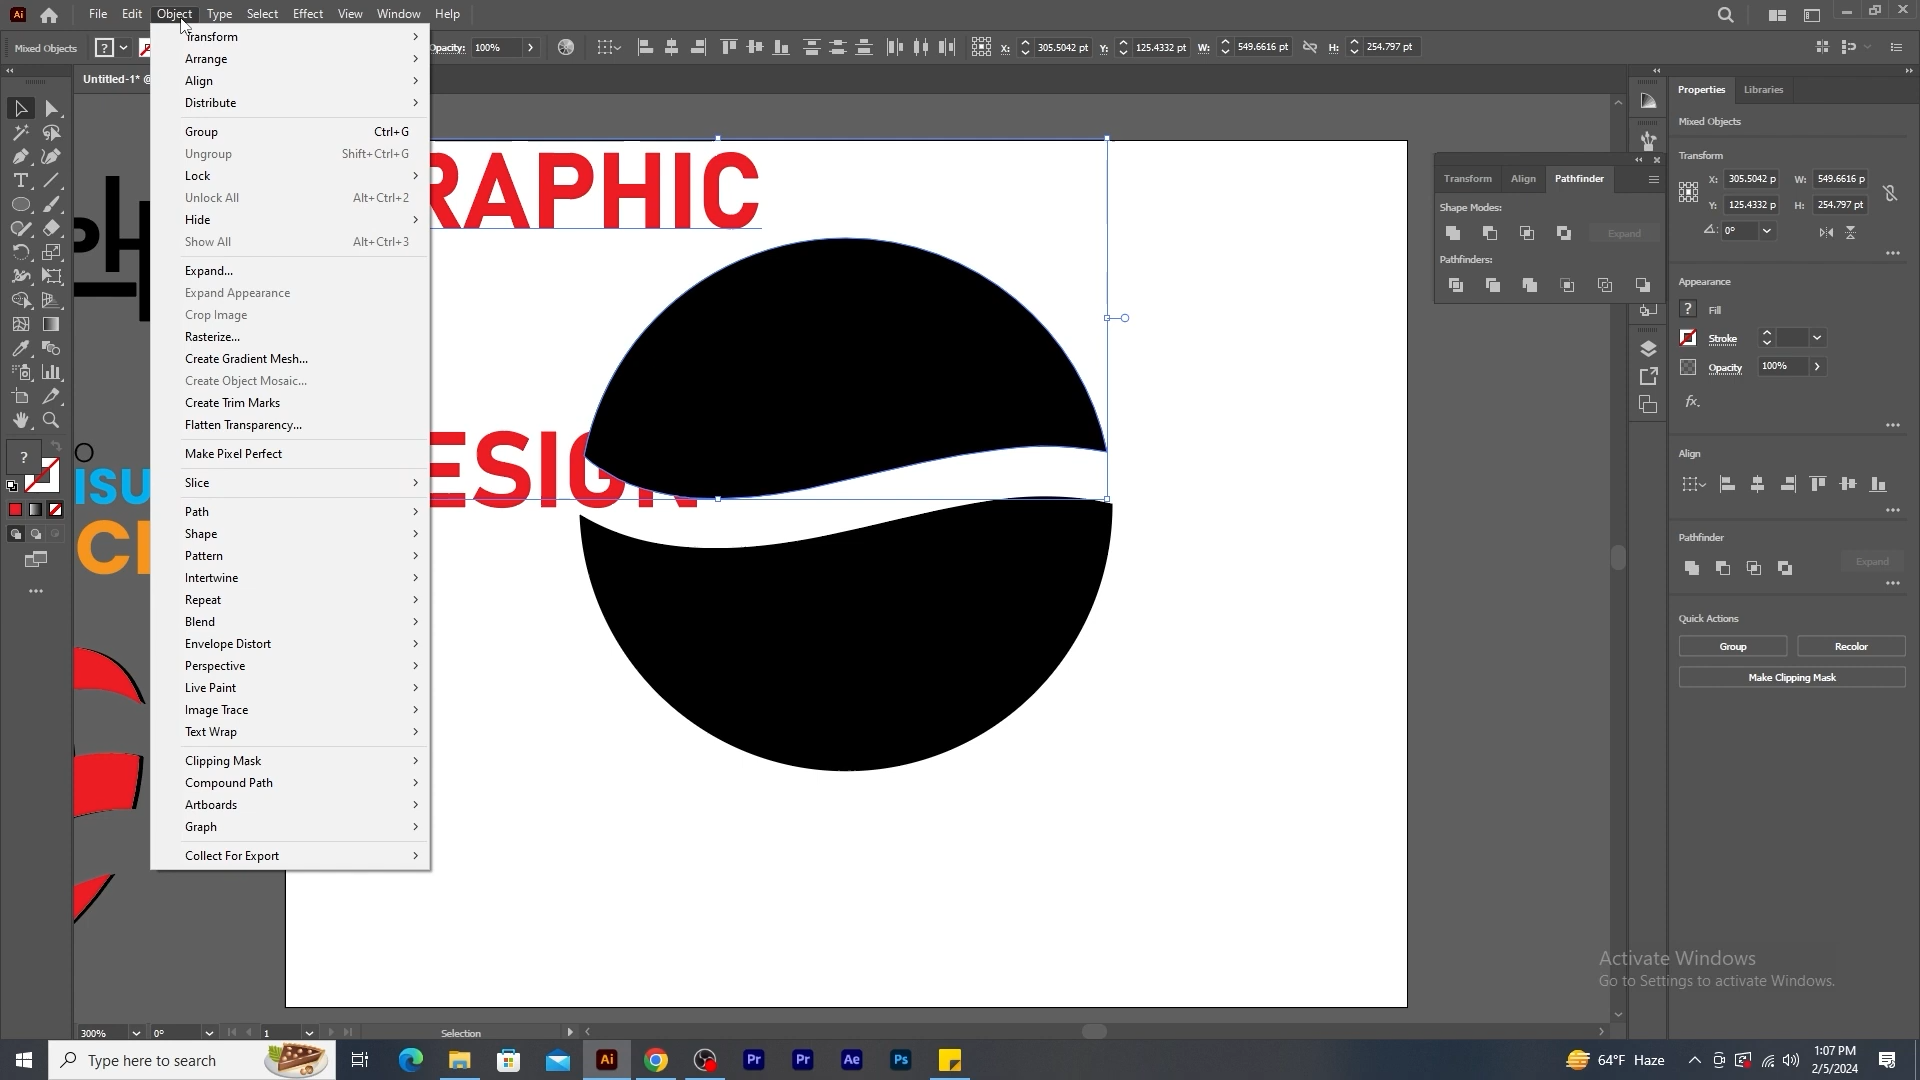 Ai File Edit Object Type Select Effect View Window Help
Mixed Objects ? Opacity: 100% X: 305.5042 pt Y: 125.4332 pt W: 549.6616 pt H: 254.797 pt
Untitled-1* @
Transform
Arrange
Align
Distribute
Group Ctrl+G
Ungroup Shift+Ctrl+G
Lock
Unlock All Alt+Ctrl+2
Hide
Show All Alt+Ctrl+3
Expand...
Expand Appearance
Crop Image
Rasterize...
Create Gradient Mesh...
Create Object Mosaic...
Create Trim Marks
Flatten Transparency...
Make Pixel Perfect
Slice
Path
Shape
Pattern
Intertwine
Repeat
Blend
Envelope Distort
Perspective
Live Paint
Image Trace
Text Wrap
Clipping Mask
Compound Path
Artboards
Graph
Collect For Export
?
RAPHIC
ESIGN
O
ISU
Transform Align Pathfinder
Shape Modes:
Expand
Pathfinders:
Properties Libraries
Mixed Objects
Transform
X: 305.5042 p W: 549.6616 p
Y: 125.4332 p H: 254.797 pt
0°
Appearance
? Fill
Stroke
Opacity 100%
fx.
Align
Pathfinder
Expand
Quick Actions
Group Recolor
Make Clipping Mask
Activate Windows
Go to Settings to activate Windows.
300% 0° 1 Selection
Type here to search Ai Pr Pr Ae Ps 64°F Haze
1:07 PM
2/5/2024